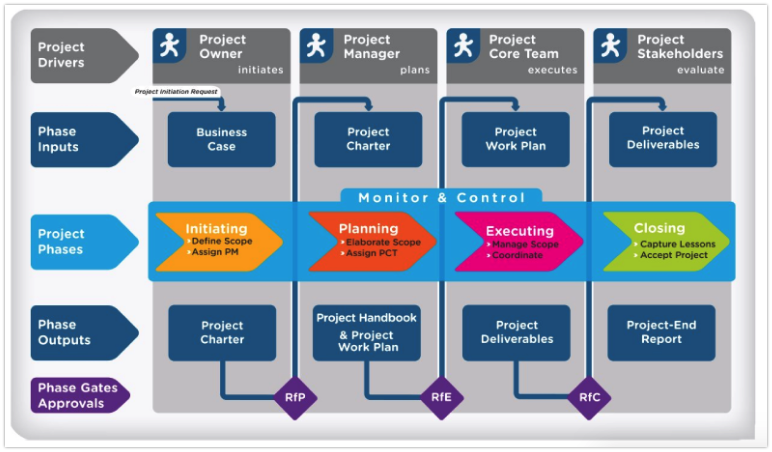 Project
Drivers
Project
Owner
initiates
Project
Manager
plans
Project
Core Team
executes
Project
Stakeholders
evaluate
Project Initiation Request
Phase
Inputs
Business
Case
Project
Charter
Project
Work Plan
Project
Deliverables
Monitor & Control
Project
Phases
Initiating
Define Scope
Assign PM
Planning
Elaborate Scope
Assign PCT
Executing
Manage Scope
Coordinate
Closing
Capture Lessons
Accept Project
Phase
Outputs
Project
Charter
Project Handbook
& Project
Work Plan
Project
Deliverables
Project-End
Report
Phase Gates
Approvals
RfP
RfE
RfC